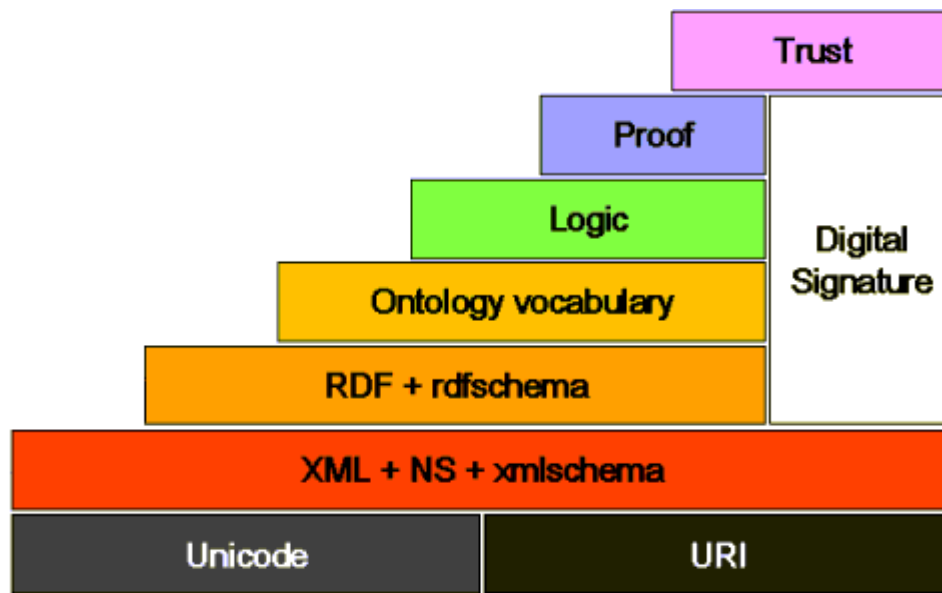 Trust
Proof
Logic
Digital
Signature
Ontology vocabulary
RDF + rdfschema
XML + NS + xmlschema
Unicode
URI